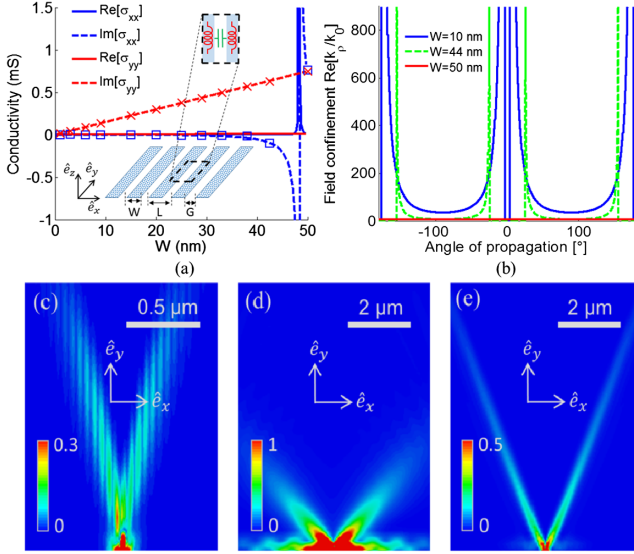 1.5
1
0.5
0
-0.5
-1
Conductivity (mS)
Re[σxx]
Im[σxx]
Re[σyy]
Im[σyy]
êz
êy
êx
W
L
G
0 10 20 30 40 50
W (nm)
(a)
800
600
400
200
0
Field confinement Re[kρ/k0]
W=10 nm
W=44 nm
W=50 nm
-100 0 100
Angle of propagation [°]
(b)
(c)
0.5 μm
êy
êx
0.3
0
(d)
2 μm
êy
êx
1
0
(e)
2 μm
êy
êx
0.5
0